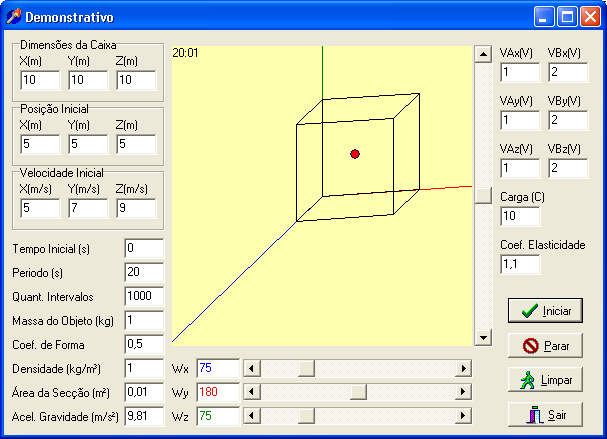 Demonstrativo
Dimensões da Caixa
X(m) Y(m) Z(m)
10 10 10
Posição Inicial
X(m) Y(m) Z(m)
5 5 5
Velocidade Inicial
X(m/s) Y(m/s) Z(m/s)
5 7 9
Tempo Inicial (s) 0
Periodo (s) 20
Quant. Intervalos 1000
Massa do Objeto (kg) 1
Coef. de Forma 0,5
Densidade (kg/m³) 1
Área da Secção (m²) 0,01
Acel. Gravidade (m/s²) 9,81
20:01
Wx 75
Wy 180
Wz 75
VAx(V) VBx(V)
1 2
VAy(V) VBy(V)
1 2
VAz(V) VBz(V)
1 2
Carga (C)
10
Coef. Elasticidade
1,1
Iniciar
Parar
Limpar
Sair